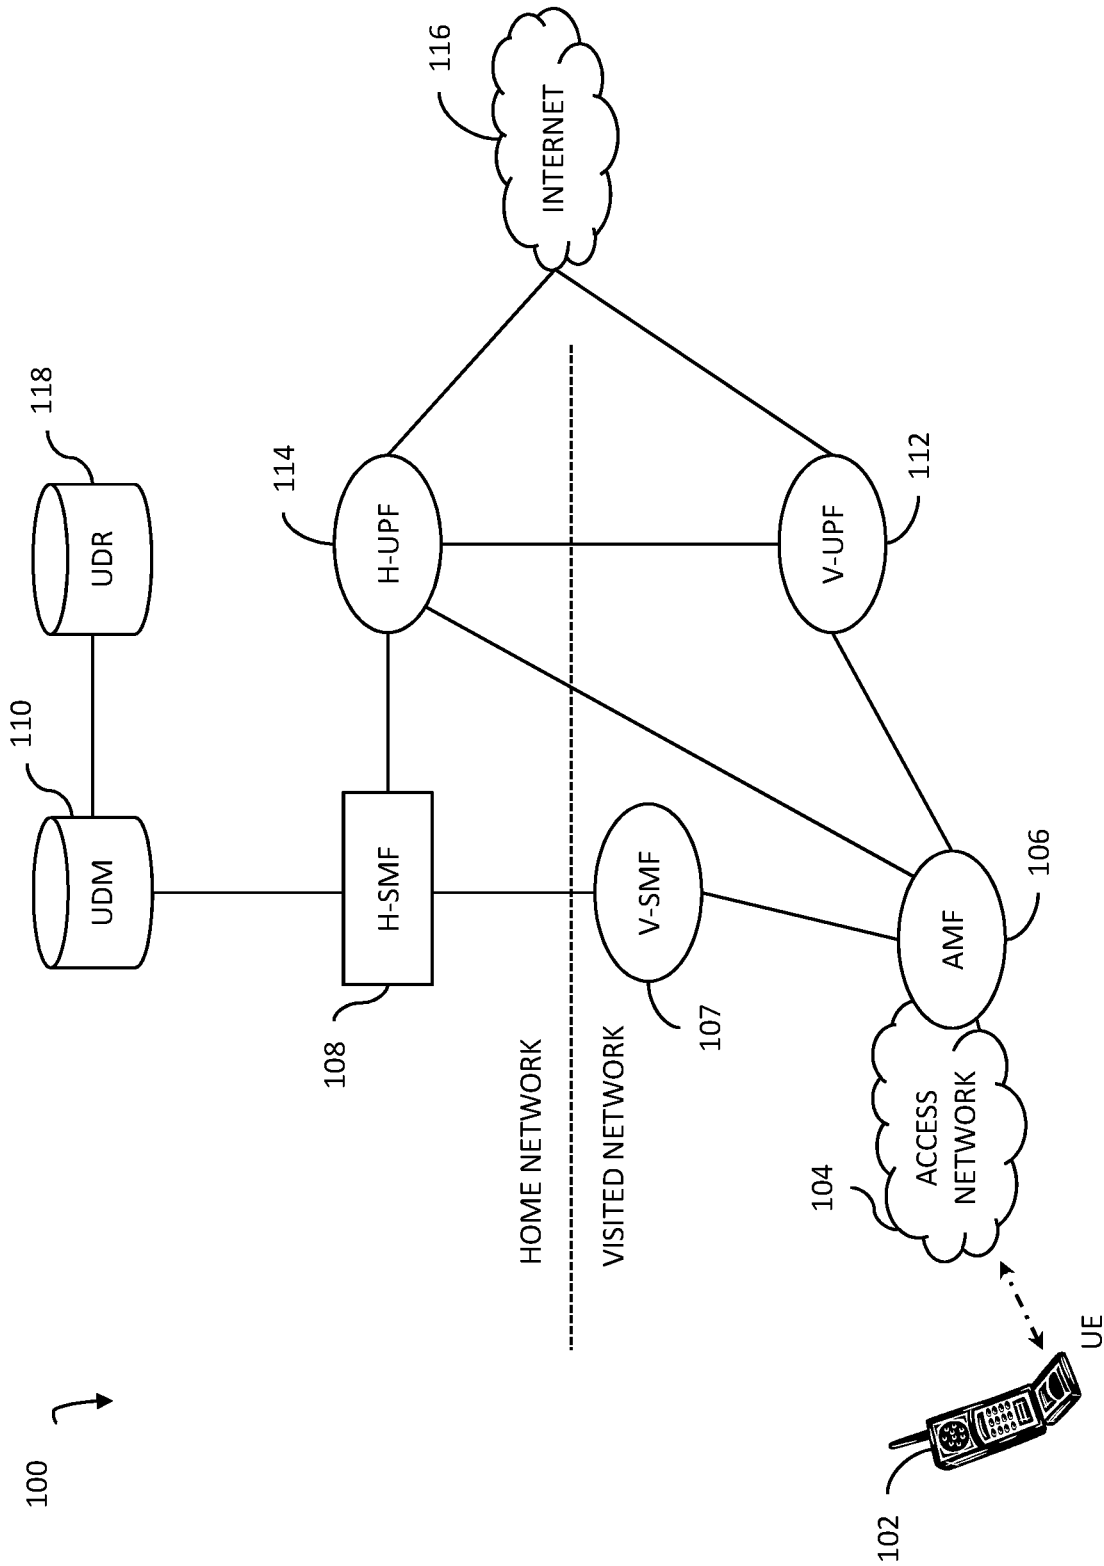 100
UDM
110
UDR
118
108
H-SMF
H-UPF
114
116
INTERNET
HOME NETWORK
VISITED NETWORK
V-SMF
107
V-UPF
112
104
ACCESS
NETWORK
AMF
106
102
UE